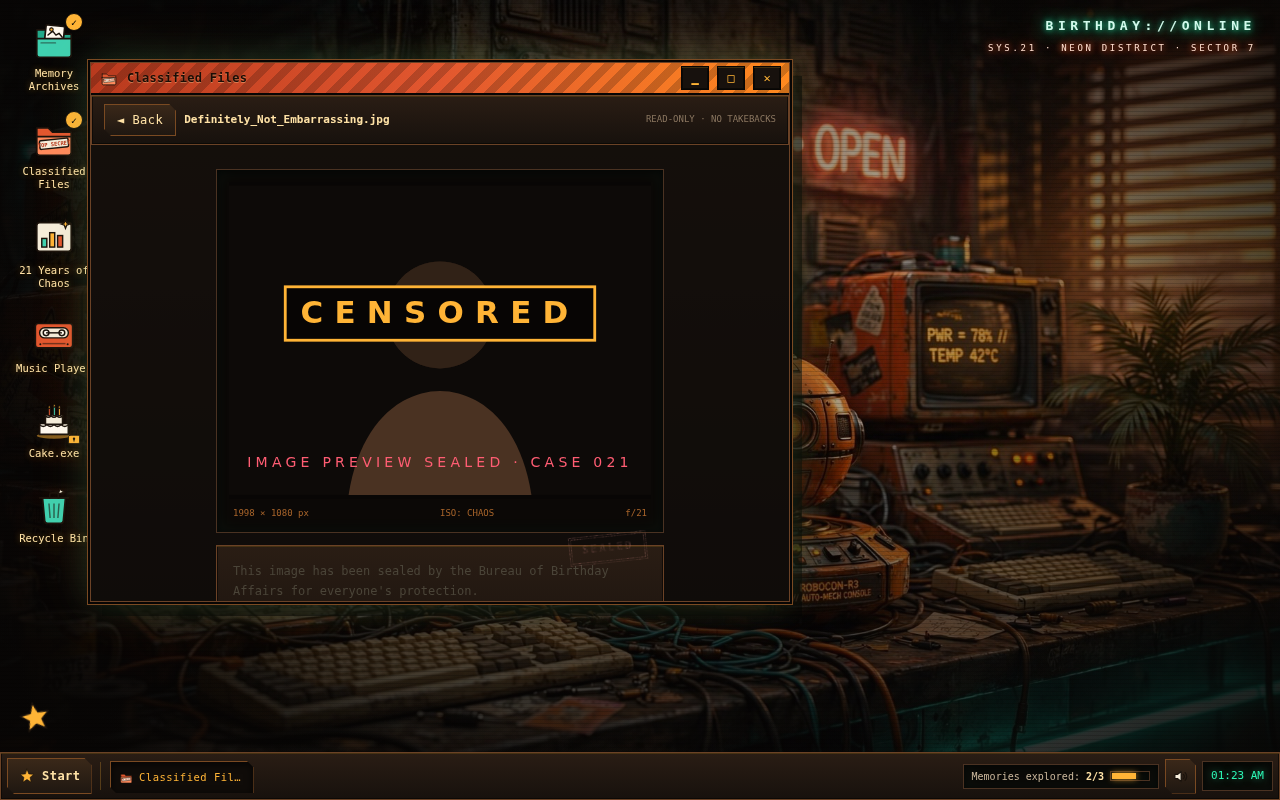 BIRTHDAY://ONLINE
SYS.21 · NEON DISTRICT · SECTOR 7
Memory
Archives
Classified
Files
21 Years of
Chaos
Music Playe
Cake.exe
Recycle Bin
Classified Files
◄ Back
Definitely_Not_Embarrassing.jpg
READ-ONLY · NO TAKEBACKS
CENSORED
IMAGE PREVIEW SEALED · CASE 021
1998 × 1080 px
ISO: CHAOS
f/21
SEALED
This image has been sealed by the Bureau of Birthday
Affairs for everyone's protection.
OPEN
PWR = 78% //
TEMP 42°C
ROBOCON-R3
AUTO-MECH CONSOLE
Start
Classified Fil…
Memories explored: 2/3
01:23 AM